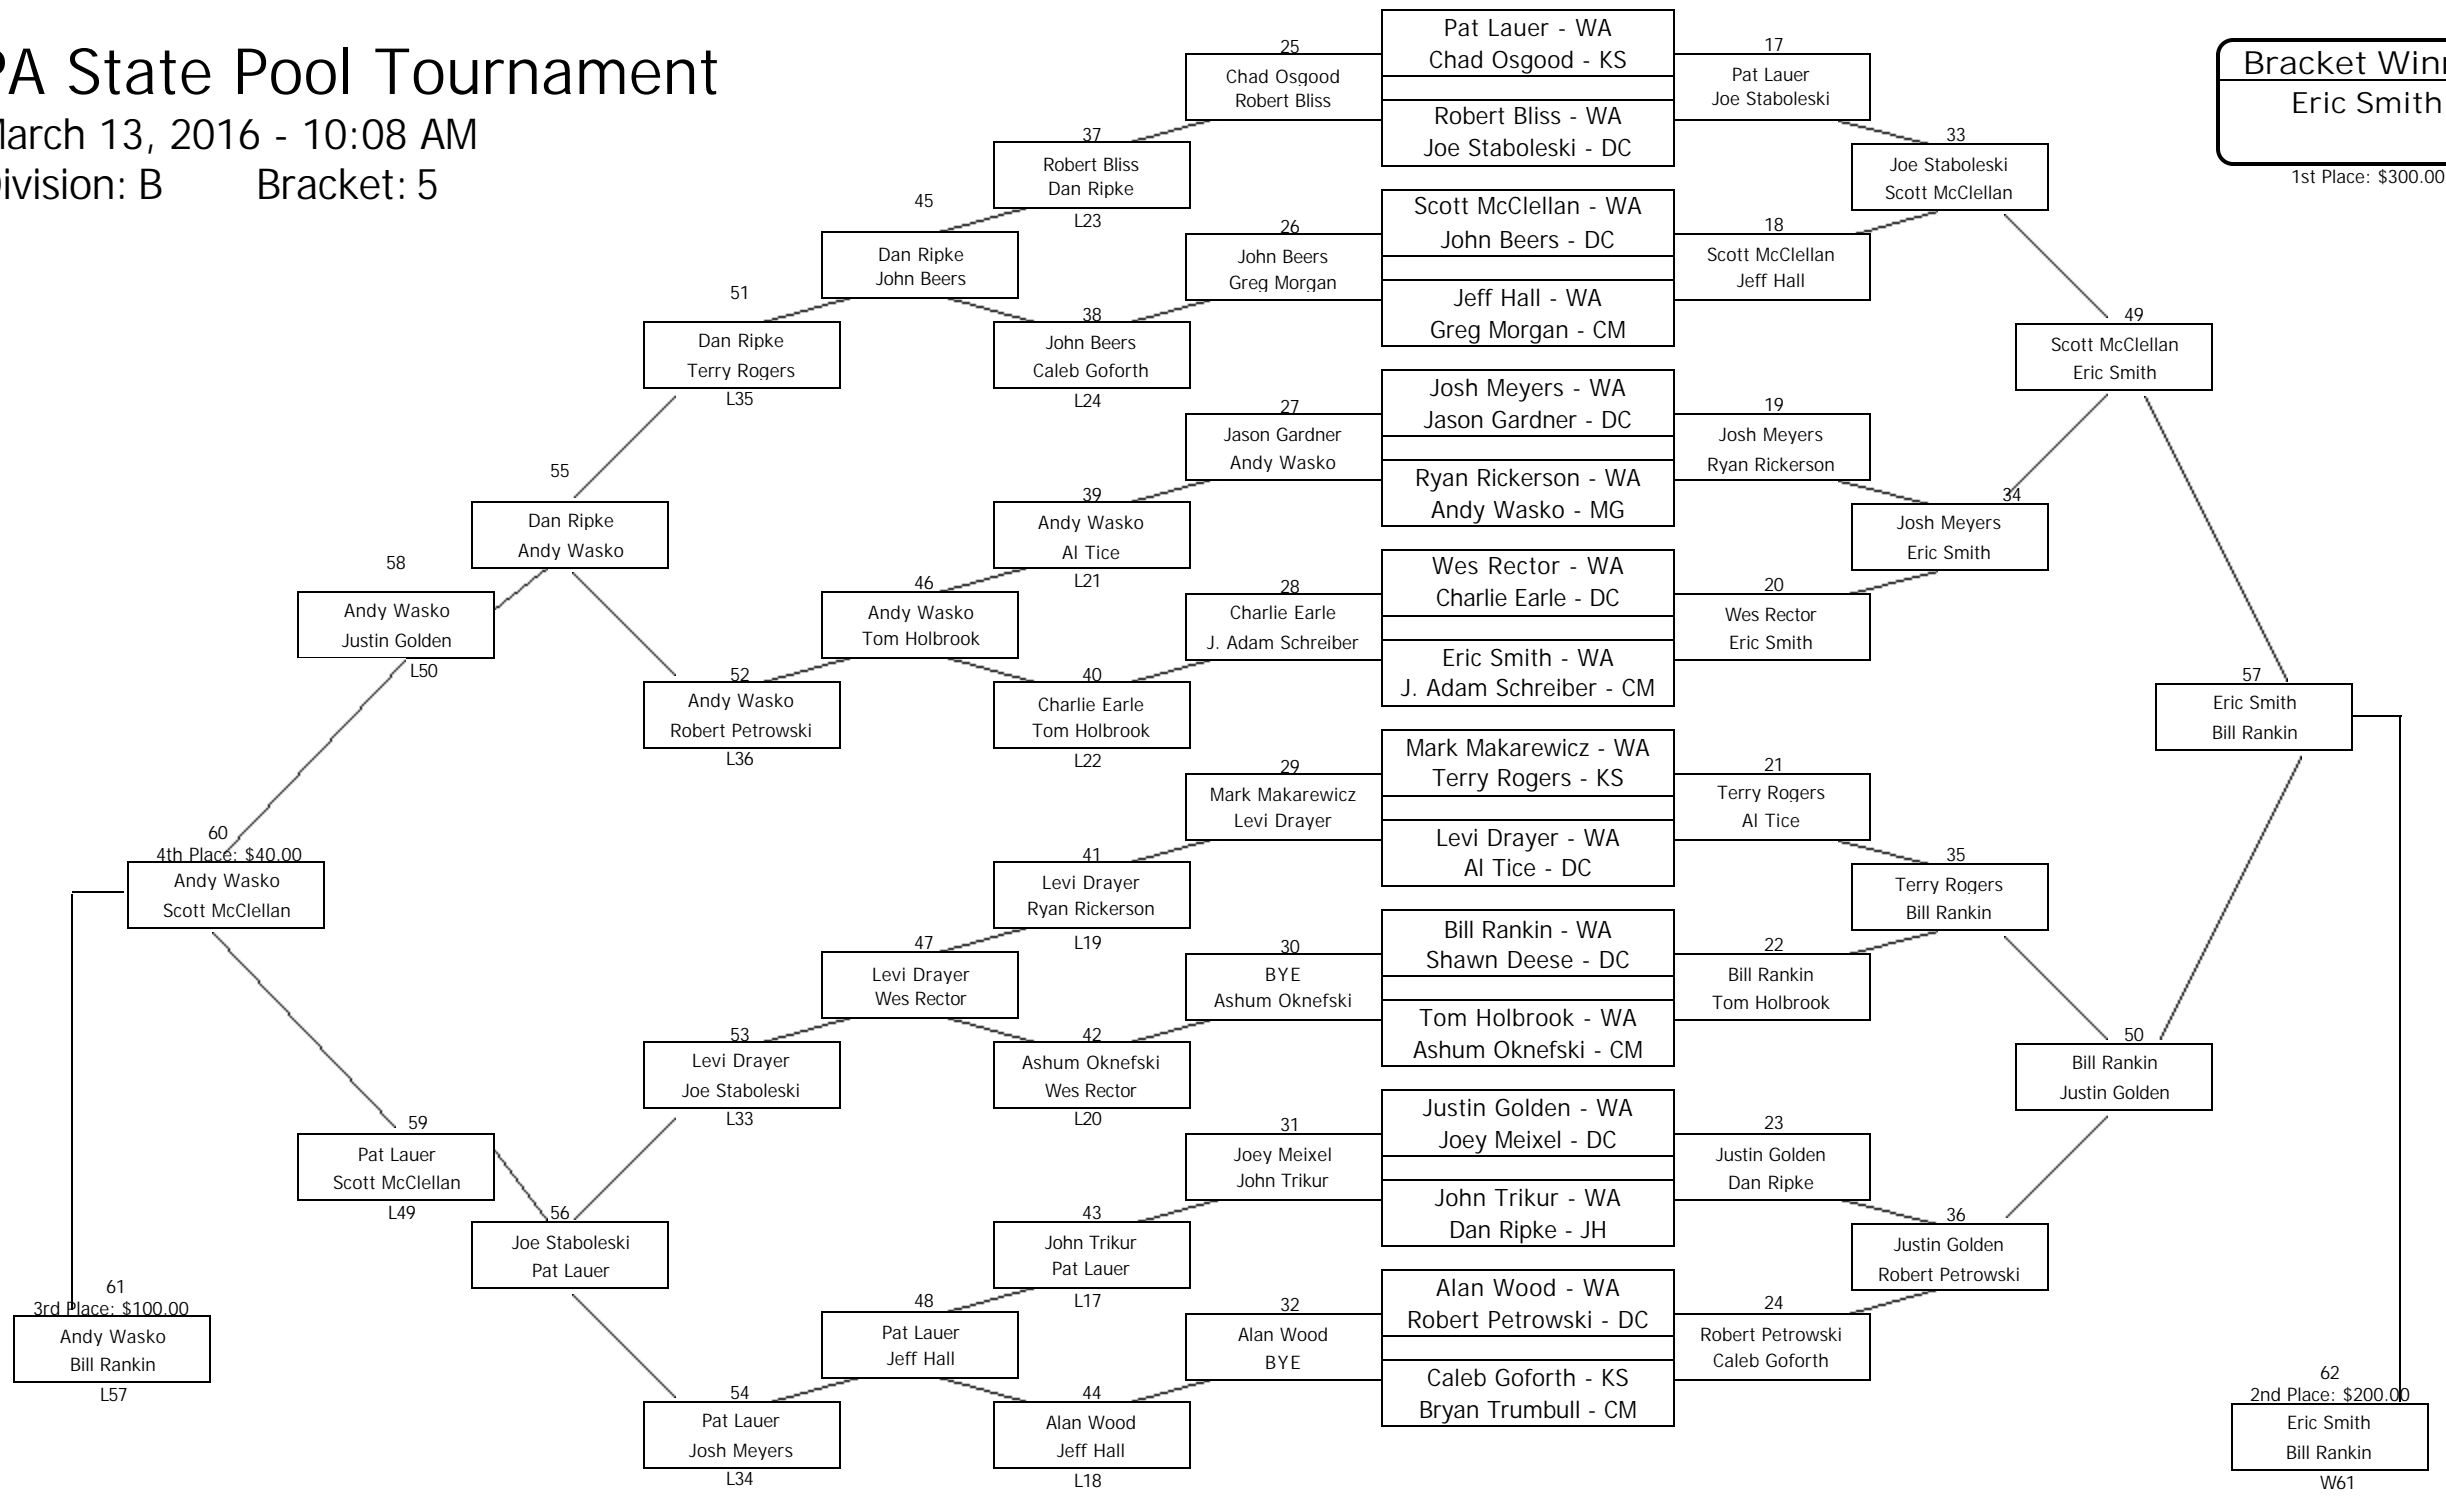 PA State Pool Tournament
March 13, 2016 - 10:08 AM
Division: B Bracket: 5
Bracket Winn
Eric Smith
1st Place: $300.00
Pat Lauer - WA
Chad Osgood - KS
Robert Bliss - WA
Joe Staboleski - DC
Scott McClellan - WA
John Beers - DC
Jeff Hall - WA
Greg Morgan - CM
Josh Meyers - WA
Jason Gardner - DC
Ryan Rickerson - WA
Andy Wasko - MG
Wes Rector - WA
Charlie Earle - DC
Eric Smith - WA
J. Adam Schreiber - CM
Mark Makarewicz - WA
Terry Rogers - KS
Levi Drayer - WA
Al Tice - DC
Bill Rankin - WA
Shawn Deese - DC
Tom Holbrook - WA
Ashum Oknefski - CM
Justin Golden - WA
Joey Meixel - DC
John Trikur - WA
Dan Ripke - JH
Alan Wood - WA
Robert Petrowski - DC
Caleb Goforth - KS
Bryan Trumbull - CM
17
Pat Lauer
Joe Staboleski
18
Scott McClellan
Jeff Hall
19
Josh Meyers
Ryan Rickerson
20
Wes Rector
Eric Smith
21
Terry Rogers
Al Tice
22
Bill Rankin
Tom Holbrook
23
Justin Golden
Dan Ripke
24
Robert Petrowski
Caleb Goforth
25
Chad Osgood
Robert Bliss
26
John Beers
Greg Morgan
27
Jason Gardner
Andy Wasko
28
Charlie Earle
J. Adam Schreiber
29
Mark Makarewicz
Levi Drayer
30
BYE
Ashum Oknefski
31
Joey Meixel
John Trikur
32
Alan Wood
BYE
33
Joe Staboleski
Scott McClellan
34
Josh Meyers
Eric Smith
35
Terry Rogers
Bill Rankin
36
Justin Golden
Robert Petrowski
37
Robert Bliss
Dan Ripke
L23
38
John Beers
Caleb Goforth
L24
39
Andy Wasko
Al Tice
L21
40
Charlie Earle
Tom Holbrook
L22
41
Levi Drayer
Ryan Rickerson
L19
42
Ashum Oknefski
Wes Rector
L20
43
John Trikur
Pat Lauer
L17
44
Alan Wood
Jeff Hall
L18
45
Dan Ripke
John Beers
46
Andy Wasko
Tom Holbrook
47
Levi Drayer
Wes Rector
48
Pat Lauer
Jeff Hall
49
Scott McClellan
Eric Smith
50
Bill Rankin
Justin Golden
51
Dan Ripke
Terry Rogers
L35
52
Andy Wasko
Robert Petrowski
L36
53
Levi Drayer
Joe Staboleski
L33
54
Pat Lauer
Josh Meyers
L34
55
Dan Ripke
Andy Wasko
56
Joe Staboleski
Pat Lauer
57
Eric Smith
Bill Rankin
58
Andy Wasko
Justin Golden
L50
59
Pat Lauer
Scott McClellan
L49
60
4th Place: $40.00
Andy Wasko
Scott McClellan
61
3rd Place: $100.00
Andy Wasko
Bill Rankin
L57
62
2nd Place: $200.00
Eric Smith
Bill Rankin
W61